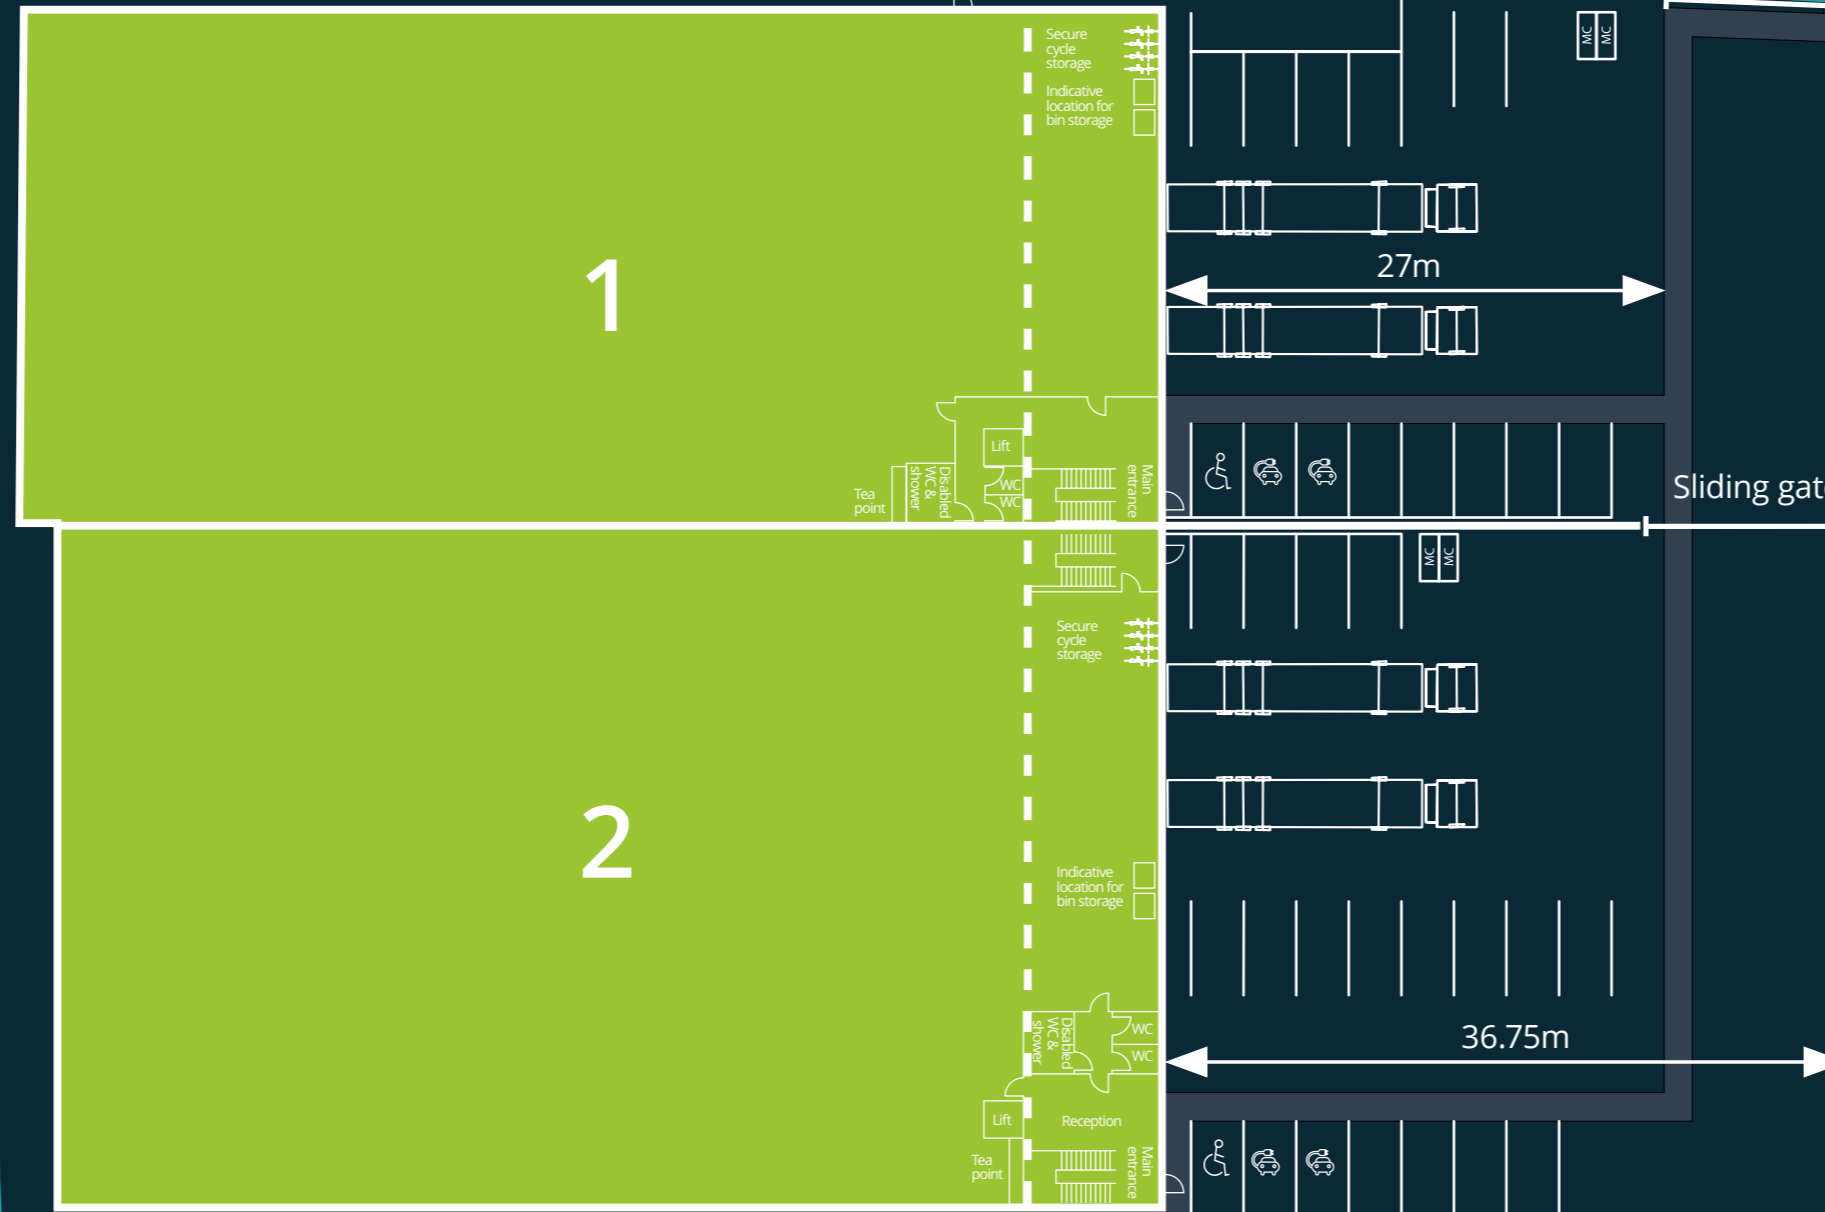 Secure
cycle
storage
Indicative
location for
bin storage
MC
MC
27m
1
Lift
WC
WC
Disabled
WC &
shower
Tea
point
Main
entrance
Sliding gat
MC
MC
Secure
cycle
storage
2
Indicative
location for
bin storage
36.75m
Disabled
WC &
shower
WC
WC
Lift
Reception
Tea
point
Main
entrance